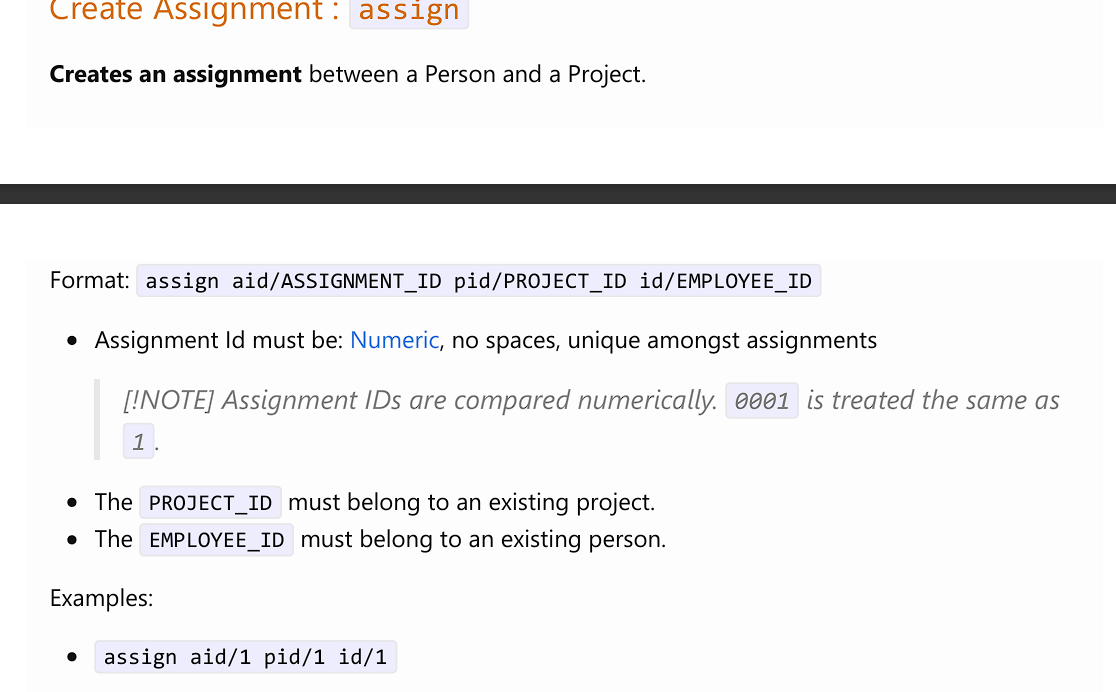 Create Assignment : assign
Creates an assignment between a Person and a Project.
Format: assign aid/ASSIGNMENT_ID pid/PROJECT_ID id/EMPLOYEE_ID
• Assignment Id must be: Numeric, no spaces, unique amongst assignments
[!NOTE] Assignment IDs are compared numerically. 0001 is treated the same as
1.
• The PROJECT_ID must belong to an existing project.
• The EMPLOYEE_ID must belong to an existing person.
Examples:
• assign aid/1 pid/1 id/1